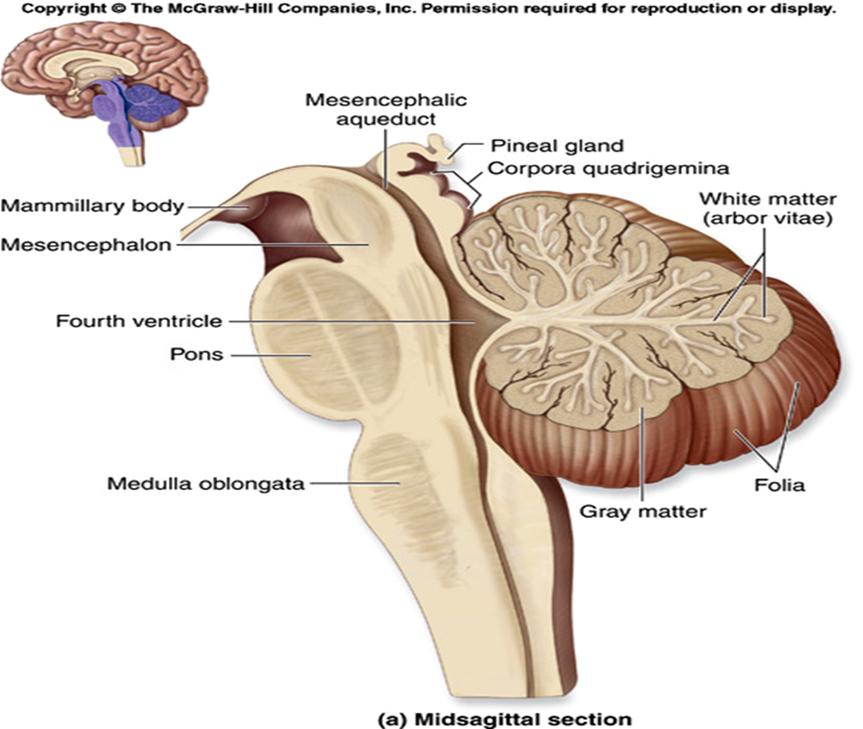 Copyright © The McGraw-Hill Companies, Inc. Permission required for reproduction or display.
Mesencephalic
aqueduct
Pineal gland
Corpora quadrigemina
White matter
(arbor vitae)
Mammillary body
Mesencephalon
Fourth ventricle
Pons
Medulla oblongata
Folia
Gray matter
(a) Midsagittal section